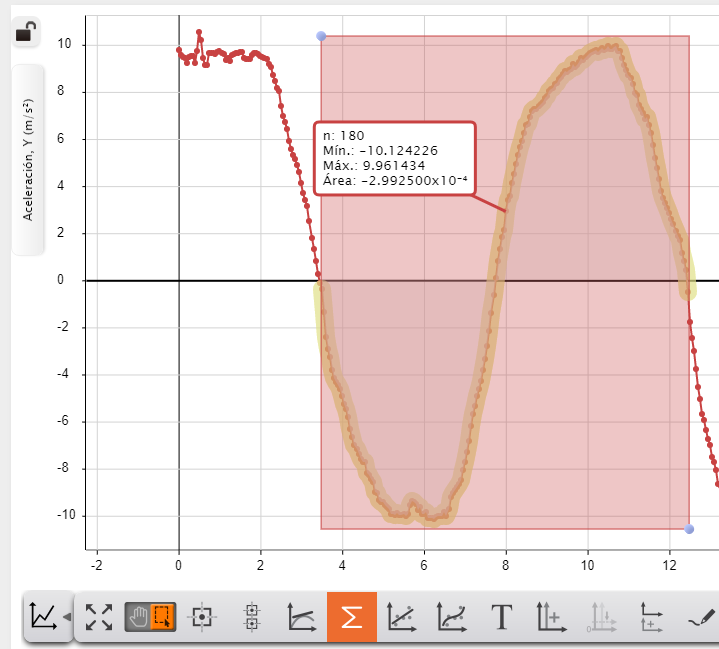 Aceleración, Y (m/s²)
10
8
6
4
2
0
-2
-4
-6
-8
-10
n: 180
Mín.: -10.124226
Máx.: 9.961434
Área: -2.992500x10⁻⁴
-2
0
2
4
6
8
10
12
Σ
T